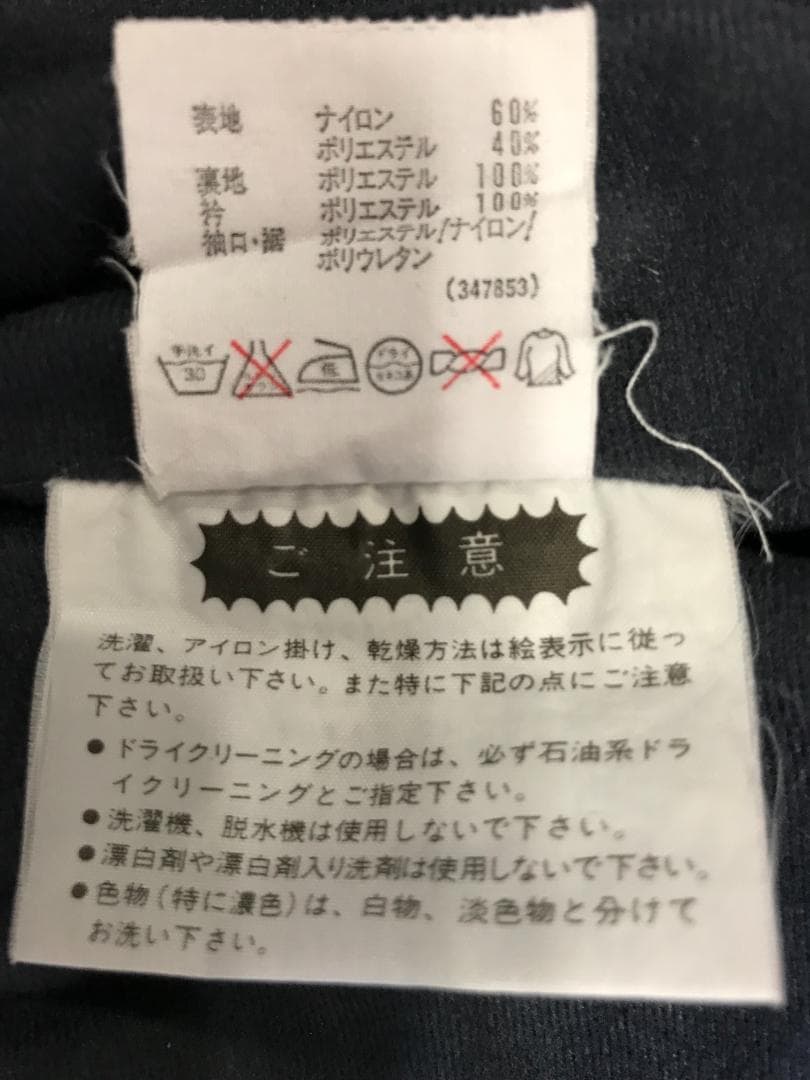 表地 ナイロン 60%
ポリエステル 40%
裏地 ポリエステル 100%
衿 ポリエステル 100%
袖口・裾 ポリエステル/ナイロン/
ポリウレタン
(347853)
手洗イ 30 低 ドライ
ご注意
洗濯、アイロン掛け、乾燥方法は絵表示に従っ
てお取扱い下さい。また特に下記の点にご注意
下さい。
●ドライクリーニングの場合は、必ず石油系ドラ
イクリーニングとご指定下さい。
●洗濯機、脱水機は使用しないで下さい。
●漂白剤や漂白剤入り洗剤は使用しないで下さい。
●色物(特に濃色)は、白物、淡色物と分けて
お洗い下さい。